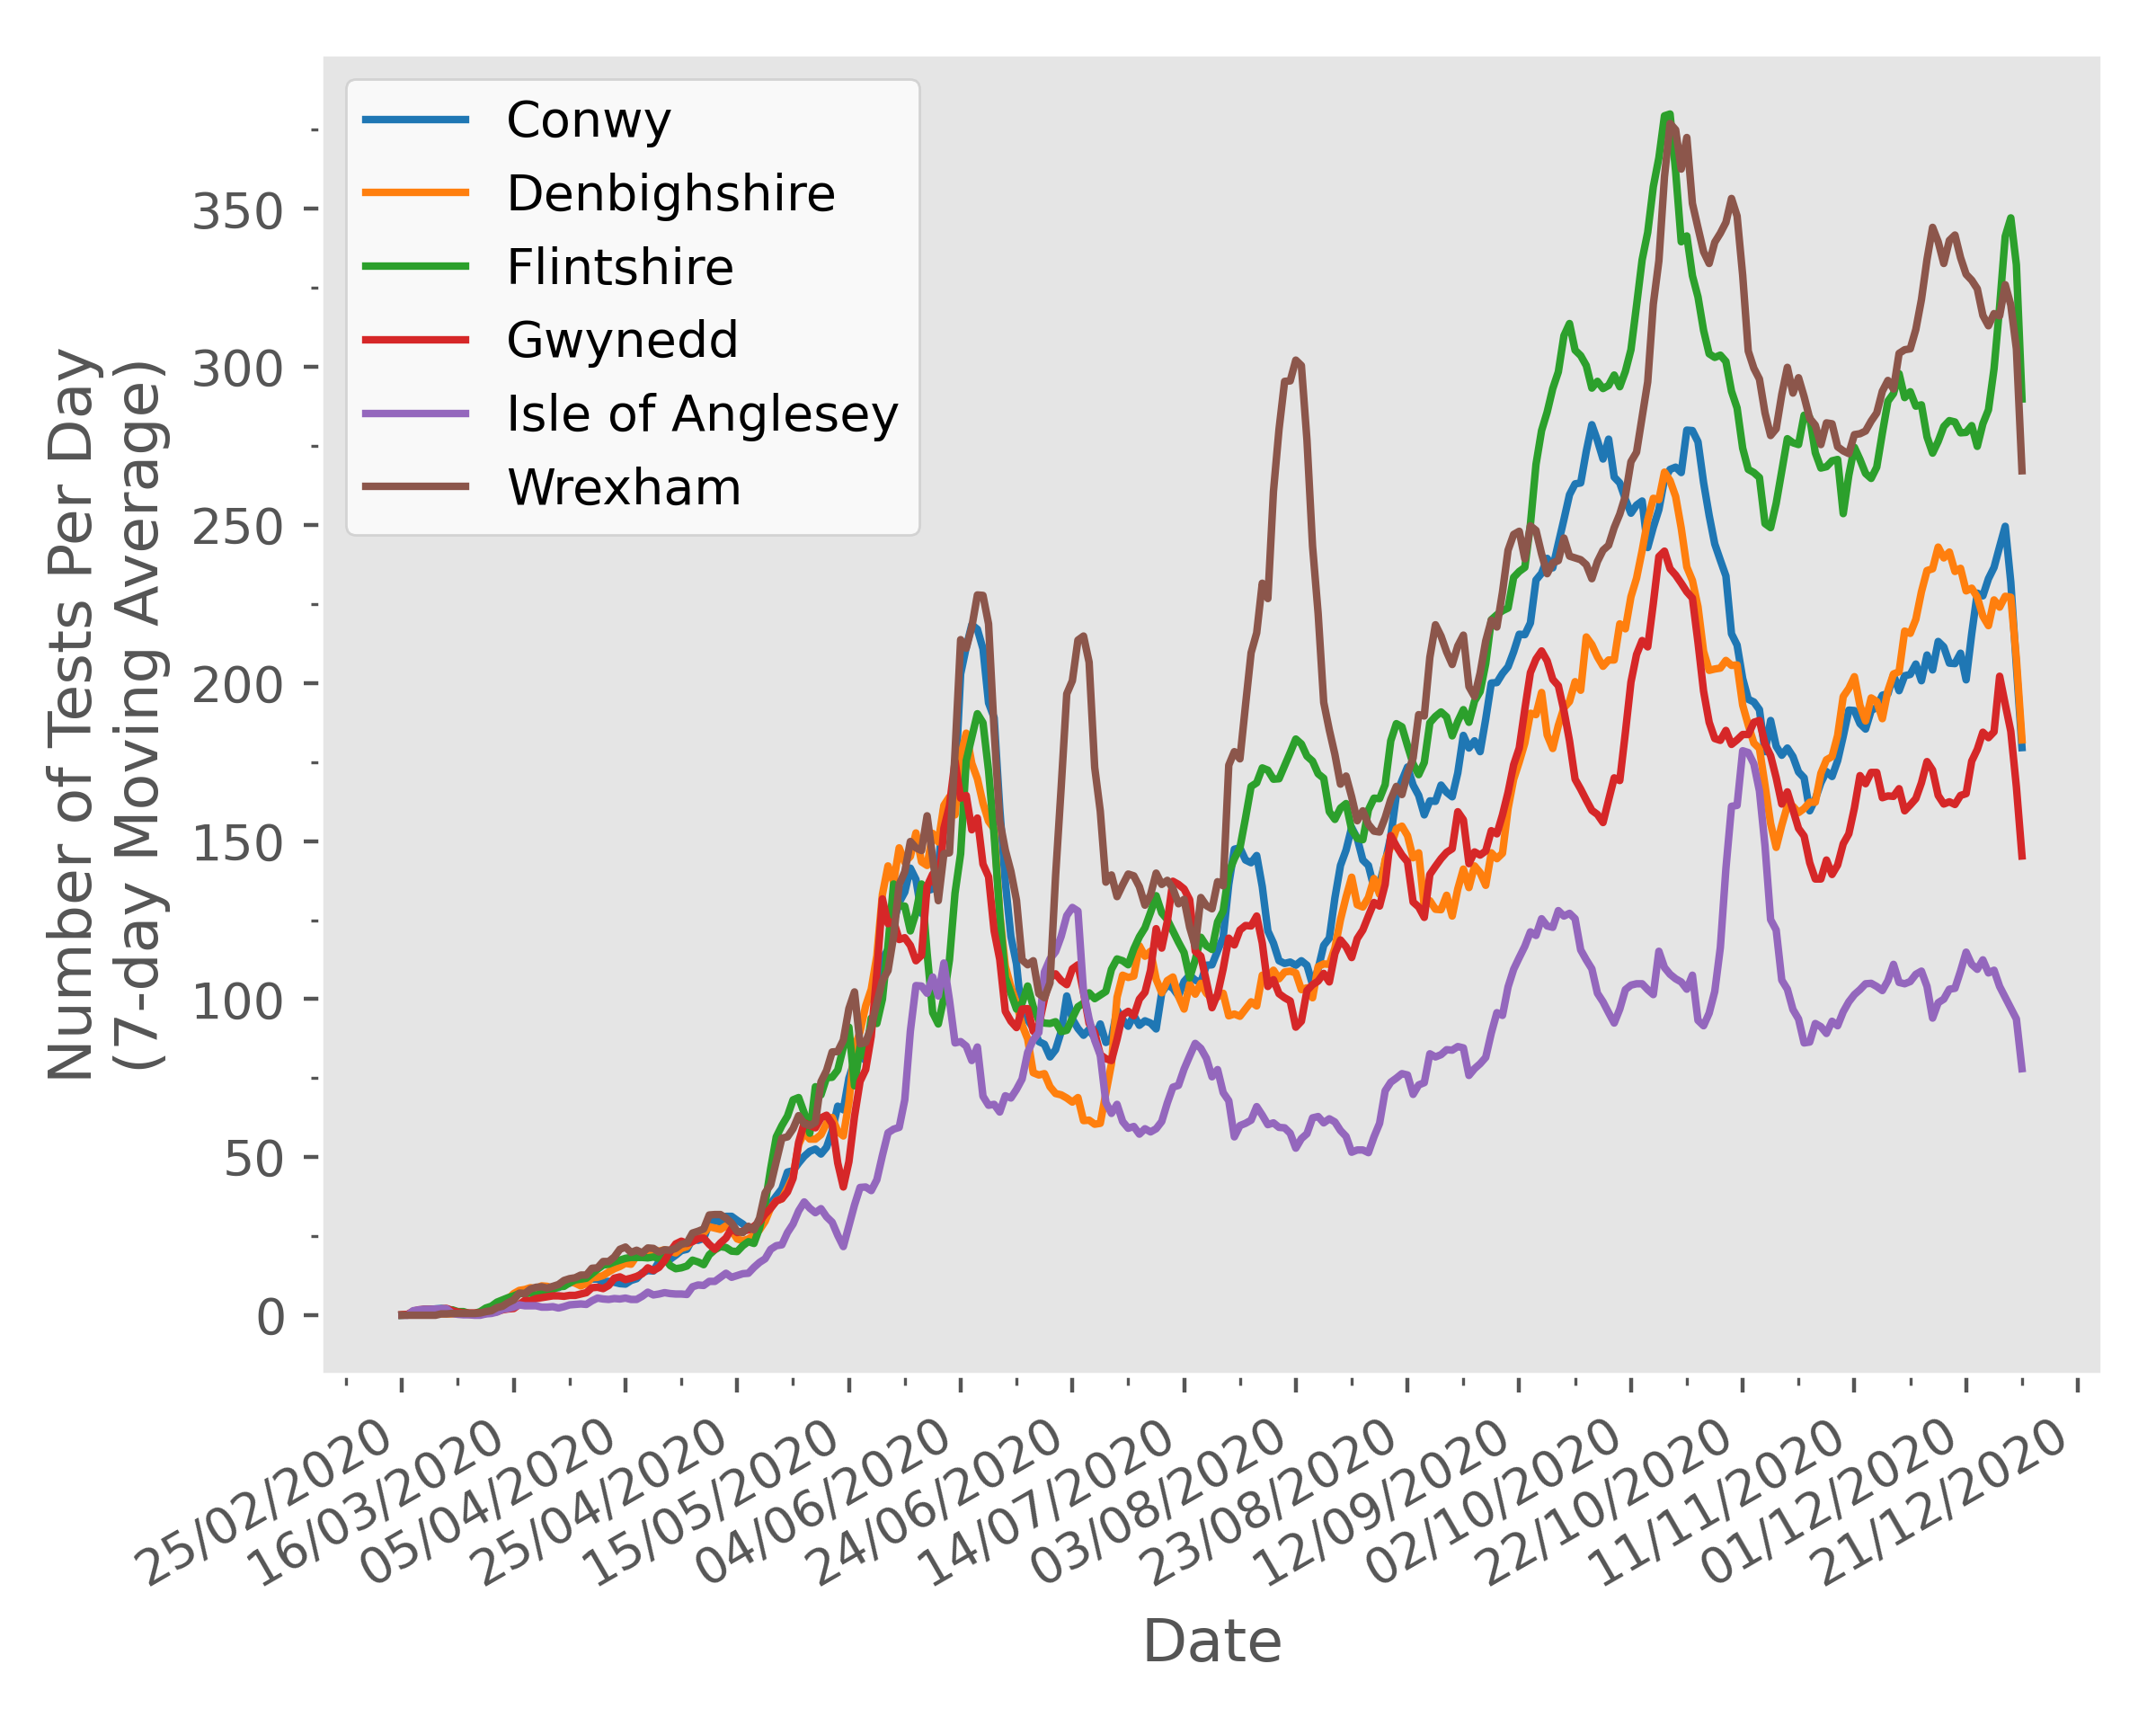 Number of Tests Per Day
(7-day Moving Average)
350
300
250
200
150
100
50
0
Conwy
Denbighshire
Flintshire
Gwynedd
Isle of Anglesey
Wrexham
25/02/2020
16/03/2020
05/04/2020
25/04/2020
15/05/2020
04/06/2020
24/06/2020
14/07/2020
03/08/2020
23/08/2020
12/09/2020
02/10/2020
22/10/2020
11/11/2020
01/12/2020
21/12/2020
Date